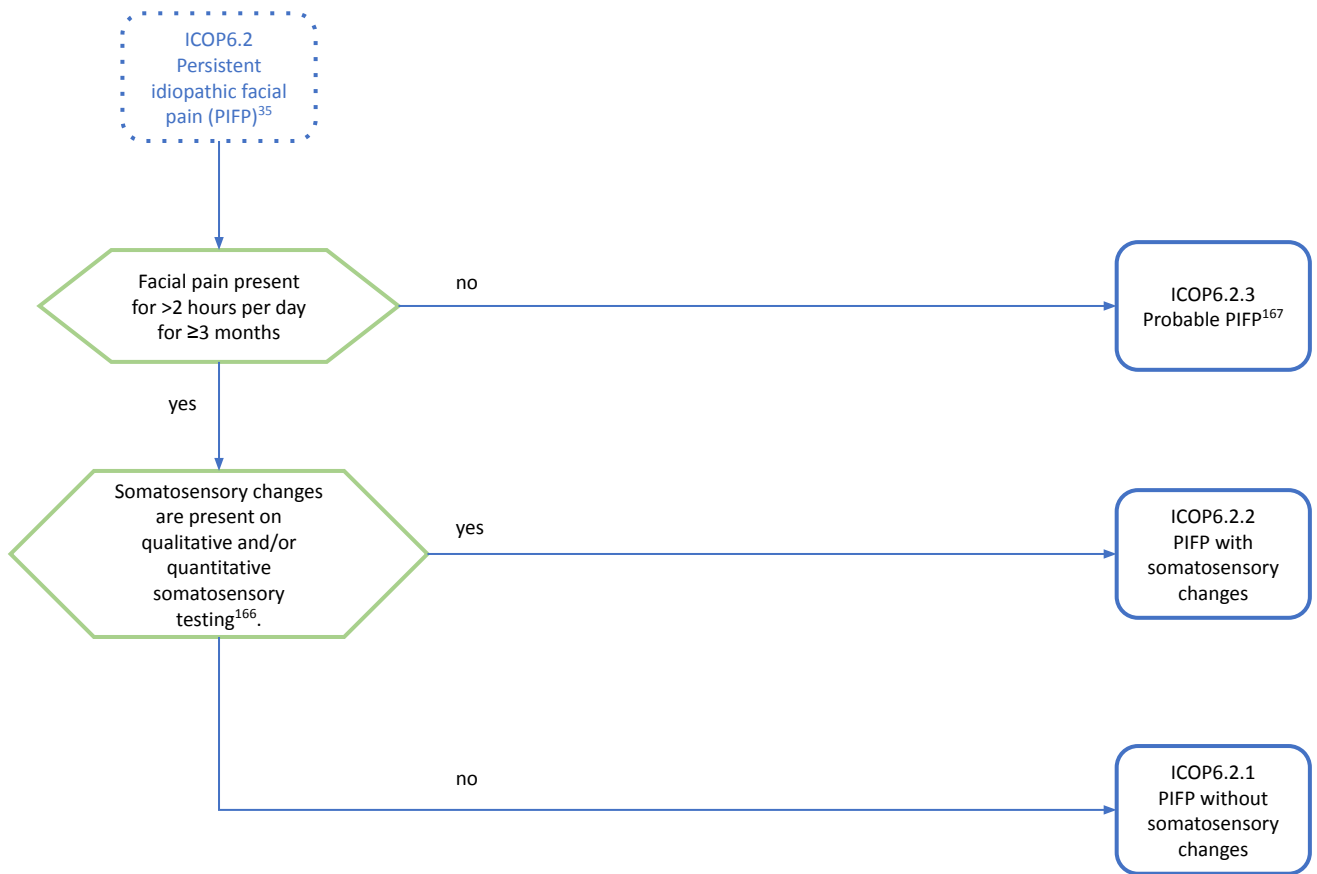 ICOP6.2
Persistent
idiopathic facial
pain (PIFP)35
Facial pain present
for >2 hours per day
for ≥3 months
no
ICOP6.2.3
Probable PIFP167
yes
Somatosensory changes
are present on
qualitative and/or
quantitative
somatosensory
testing166.
yes
ICOP6.2.2
PIFP with
somatosensory
changes
no
ICOP6.2.1
PIFP without
somatosensory
changes